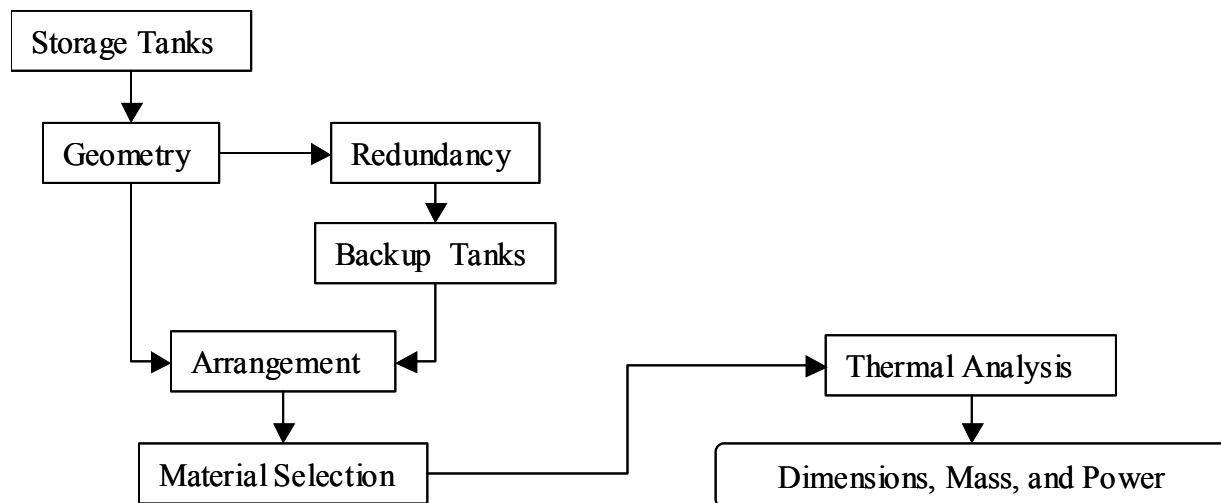 Storage Tanks
Geometry
Redundancy
Backup Tanks
Arrangement
Thermal Analysis
Material Selection
Dimensions, Mass, and Power